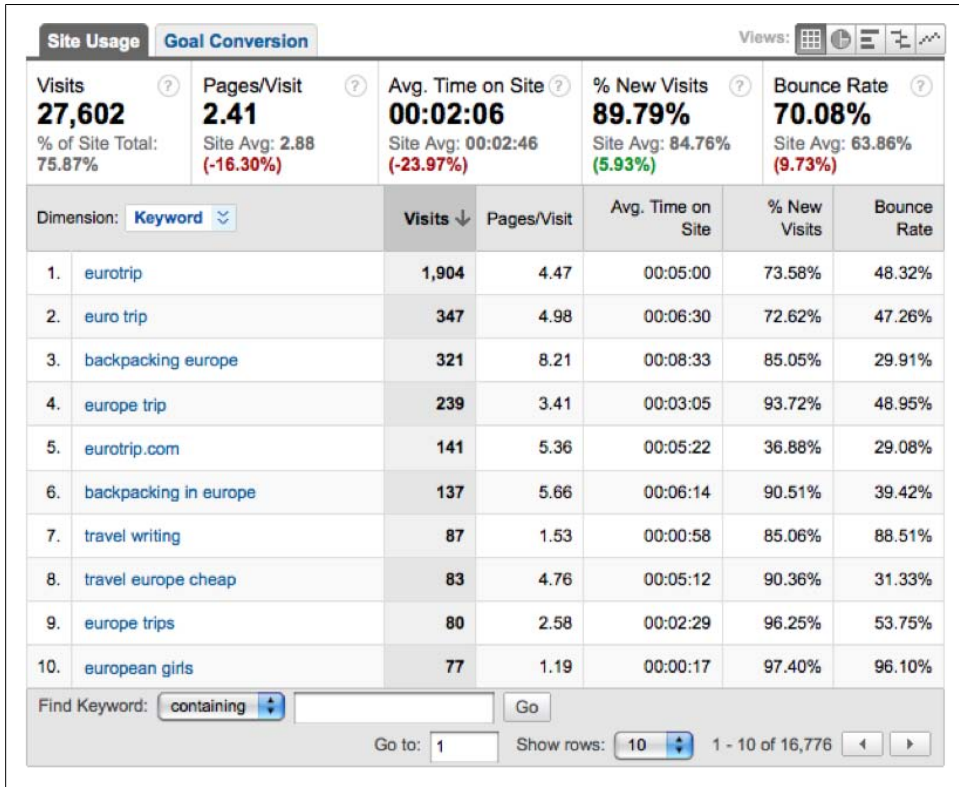 Site Usage Goal Conversion Views:
Visits ? Pages/Visit ? Avg. Time on Site ? % New Visits ? Bounce Rate ?
27,602 2.41 00:02:06 89.79% 70.08%
% of Site Total: Site Avg: 2.88 Site Avg: 00:02:46 Site Avg: 84.76% Site Avg: 63.86%
75.87% (-16.30%) (-23.97%) (5.93%) (9.73%)
Dimension: Keyword Visits Pages/Visit Avg. Time on Site % New Visits Bounce Rate
1. eurotrip 1,904 4.47 00:05:00 73.58% 48.32%
2. euro trip 347 4.98 00:06:30 72.62% 47.26%
3. backpacking europe 321 8.21 00:08:33 85.05% 29.91%
4. europe trip 239 3.41 00:03:05 93.72% 48.95%
5. eurotrip.com 141 5.36 00:05:22 36.88% 29.08%
6. backpacking in europe 137 5.66 00:06:14 90.51% 39.42%
7. travel writing 87 1.53 00:00:58 85.06% 88.51%
8. travel europe cheap 83 4.76 00:05:12 90.36% 31.33%
9. europe trips 80 2.58 00:02:29 96.25% 53.75%
10. european girls 77 1.19 00:00:17 97.40% 96.10%
Find Keyword: containing Go
Go to: 1 Show rows: 10 1 - 10 of 16,776